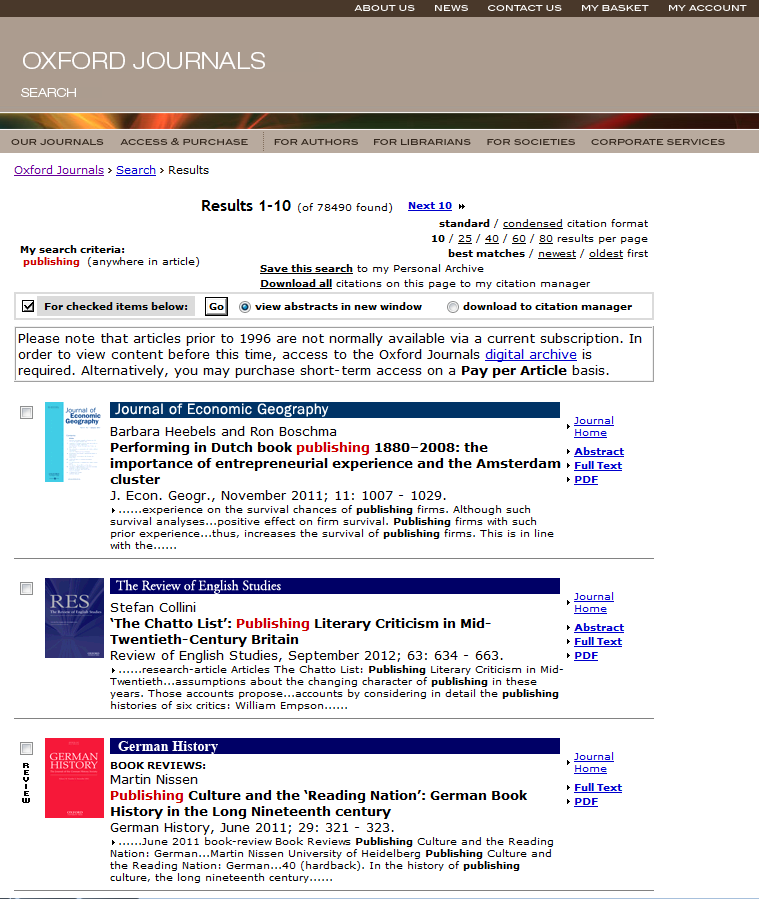 ABOUT US NEWS CONTACT US MY BASKET MY ACCOUNT
OXFORD JOURNALS
SEARCH
OUR JOURNALS ACCESS & PURCHASE FOR AUTHORS FOR LIBRARIANS FOR SOCIETIES CORPORATE SERVICES
Oxford Journals > Search > Results
Results 1-10 (of 78490 found) Next 10
standard / condensed citation format
10 / 25 / 40 / 60 / 80 results per page
best matches / newest / oldest first
My search criteria:
publishing (anywhere in article)
Save this search to my Personal Archive
Download all citations on this page to my citation manager
For checked items below: Go view abstracts in new window download to citation manager
Please note that articles prior to 1996 are not normally available via a current subscription. In
order to view content before this time, access to the Oxford Journals digital archive is
required. Alternatively, you may purchase short-term access on a Pay per Article basis.
Journal of
Economic
Geography
Journal of Economic Geography
Barbara Heebels and Ron Boschma
Performing in Dutch book publishing 1880–2008: the
importance of entrepreneurial experience and the Amsterdam
cluster
J. Econ. Geogr., November 2011; 11: 1007 - 1029.
......experience on the survival chances of publishing firms. Although such
survival analyses...positive effect on firm survival. Publishing firms with such
prior experience...thus, increases the survival of publishing firms. This is in line
with the......
Journal
Home
Abstract
Full Text
PDF
RES
The Review of English Studies
The Review of English Studies
Stefan Collini
‘The Chatto List’: Publishing Literary Criticism in Mid-
Twentieth-Century Britain
Review of English Studies, September 2012; 63: 634 - 663.
......research-article Articles The Chatto List: Publishing Literary Criticism in Mid-
Twentieth...assumptions about the changing character of publishing in these
years. Those accounts propose...accounts by considering in detail the publishing
histories of six critics: William Empson......
Journal
Home
Abstract
Full Text
PDF
REVIEW
GERMAN
HISTORY
German History
BOOK REVIEWS:
Martin Nissen
Publishing Culture and the ‘Reading Nation’: German Book
History in the Long Nineteenth century
German History, June 2011; 29: 321 - 323.
......June 2011 book-review Book Reviews Publishing Culture and the Reading
Nation: German...Martin Nissen University of Heidelberg Publishing Culture and
the Reading Nation: German...40 (hardback). In the history of publishing
culture, the long nineteenth century......
Journal
Home
Full Text
PDF